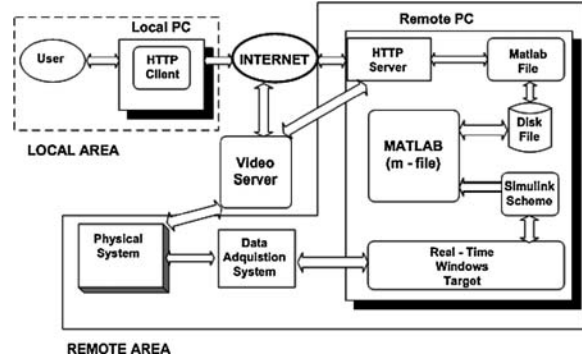 Local PC
User
HTTP
Client
LOCAL AREA
INTERNET
Video
Server
Remote PC
HTTP
Server
Matlab
File
Disk
File
MATLAB
(m - file)
Simulink
Scheme
Real - Time
Windows
Target
Physical
System
Data
Adquistion
System
REMOTE AREA